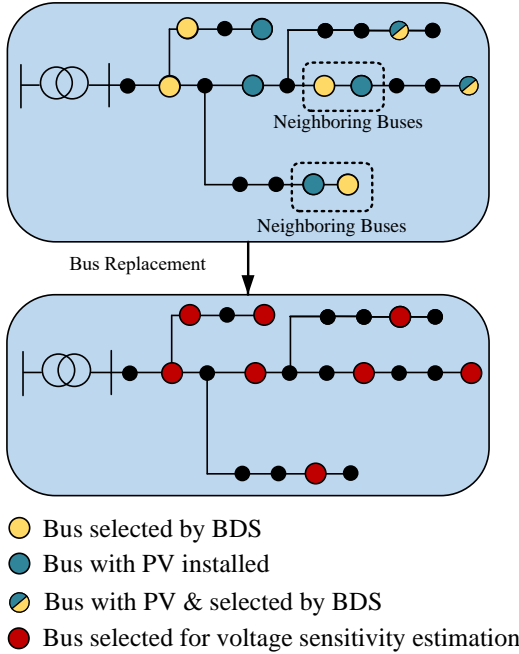 Neighboring Buses
Neighboring Buses
Bus Replacement
Bus selected by BDS
Bus with PV installed
Bus with PV & selected by BDS
Bus selected for voltage sensitivity estimation